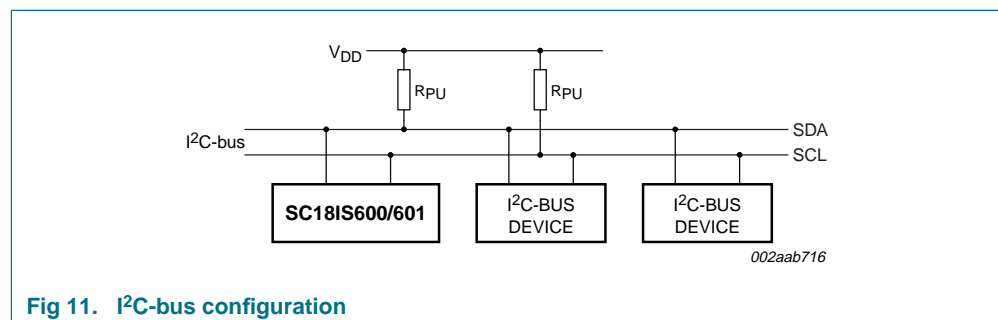 VDD
RPU
RPU
I2C-bus
SDA
SCL
SC18IS600/601
I2C-BUS
DEVICE
I2C-BUS
DEVICE
002aab716
Fig 11. I2C-bus configuration